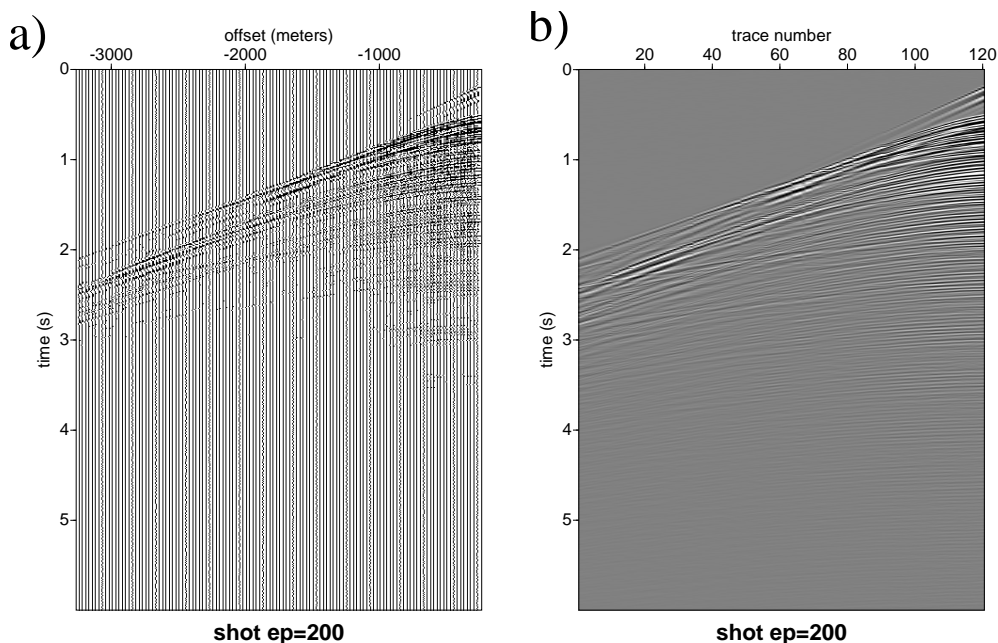 a)
offset (meters)
-3000 -2000 -1000
0
1
2
3
4
5
time (s)
shot ep=200
b)
trace number
20 40 60 80 100 120
0
1
2
3
4
5
time (s)
shot ep=200